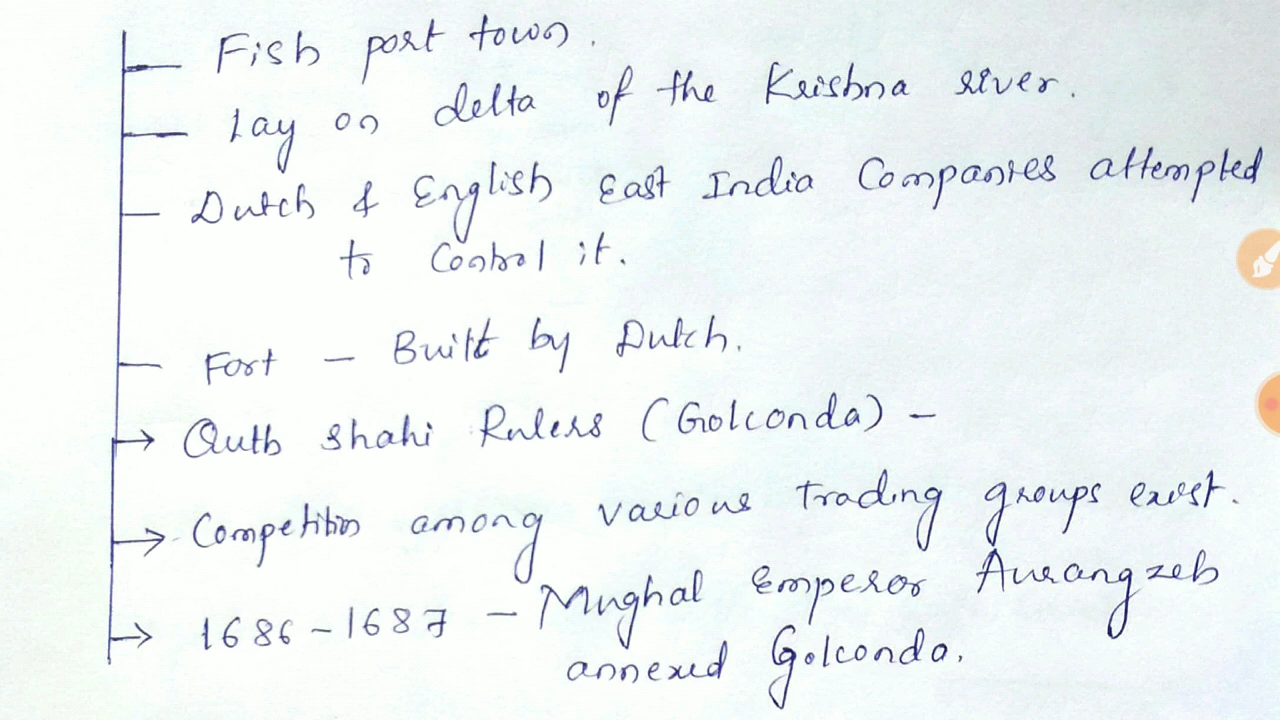 Fish port town.
Lay on delta of the Krishna river.
Dutch & English East India Companies attempted
to Control it.
Fort – Built by Dutch.
Qutb Shahi Rulers (Golconda) –
Competition among various trading groups exist.
1686-1687 – Mughal Emperor Aurangzeb
annexed Golconda.